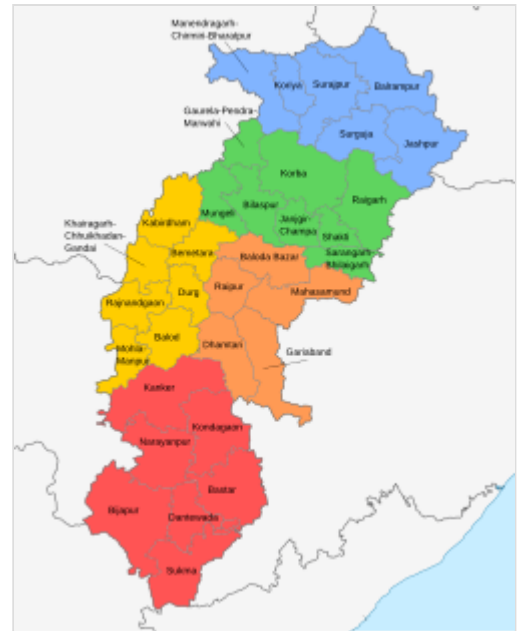 Manendragarh-
Chirmiri-Bharatpur
Koriya
Surajpur
Balrampur
Surgaja
Jashpur
Gaurela-Pendra-
Marwahi
Korba
Raigarh
Mungeli
Bilaspur
Janjgir-
Champa
Shakti
Sarangarh-
Bhilaigarh
Kabirdham
Khairagarh-
Chhuikhadan-
Gandai
Bemetara
Rajnandgaon
Durg
Balod
Mohla-
Manpur
Baloda Bazar
Raipur
Mahasamund
Dhamtari
Gariaband
Kanker
Kondagaon
Narayanpur
Bastar
Bijapur
Dantewada
Sukma